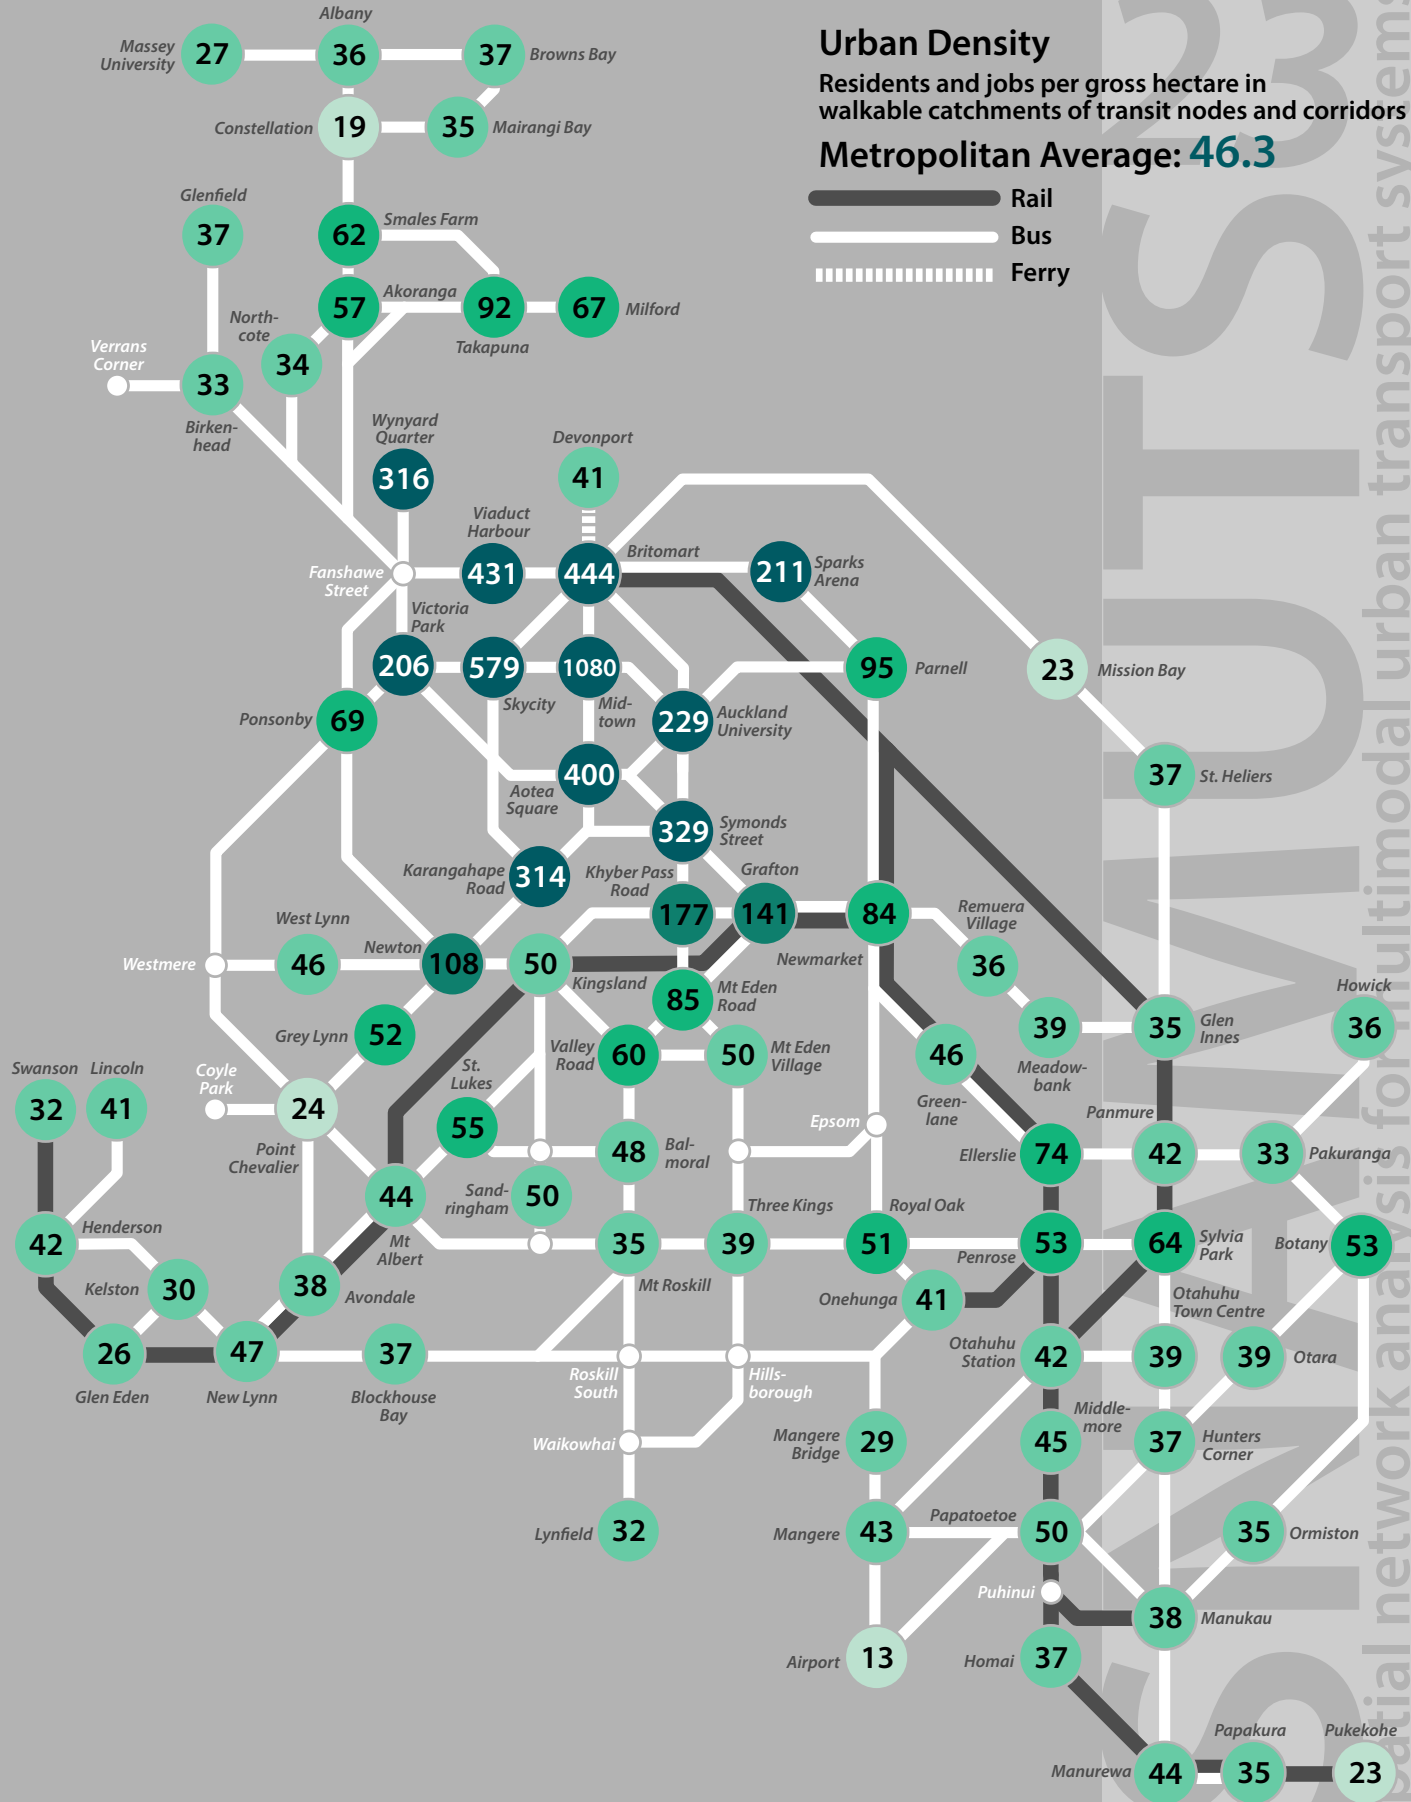 Urban Density
Residents and jobs per gross hectare in
walkable catchments of transit nodes and corridors
Metropolitan Average: 46.3
Rail
Bus
Ferry
SNAMUTS23
spatial network analysis for multimodal urban transport systems
Albany
Massey
University
27
36
37
Browns Bay
Constellation
19
35
Mairangi Bay
Glenfield
37
62
Smales Farm
57
Akoranga
92
Takapuna
67
Milford
North-
cote
34
Verrans
Corner
33
Birken-
head
Wynyard
Quarter
316
Devonport
41
Viaduct
Harbour
Fanshawe
Street
431
444
Britomart
211
Sparks
Arena
Victoria
Park
206
579
Skycity
1080
Mid-
town
95
Parnell
23
Mission Bay
Ponsonby
69
229
Auckland
University
400
Aotea
Square
37
St. Heliers
329
Symonds
Street
Karangahape
Road
314
Khyber Pass
Road
177
Grafton
141
84
Newmarket
Remuera
Village
36
West Lynn
46
Westmere
Newton
108
50
Kingsland
85
Mt Eden
Road
Howick
36
Grey Lynn
52
39
Meadow-
bank
35
Glen
Innes
Valley
Road
60
50
Mt Eden
Village
46
Green-
lane
Swanson
32
Lincoln
41
Coyle
Park
24
Point
Chevalier
St.
Lukes
55
Epsom
Panmure
48
Bal-
moral
Ellerslie
74
42
33
Pakuranga
44
Mt
Albert
Sand-
ringham
50
Henderson
42
35
Mt Roskill
Three Kings
39
Royal Oak
51
Penrose
53
64
Sylvia
Park
Botany
53
Kelston
30
38
Avondale
Onehunga
41
Otahuhu
Town Centre
26
Glen Eden
47
New Lynn
37
Blockhouse
Bay
Roskill
South
Hills-
borough
Otahuhu
Station
42
39
39
Otara
Waikowhai
Mangere
Bridge
29
Middle-
more
45
37
Hunters
Corner
Lynfield
32
Mangere
43
Papatoetoe
50
35
Ormiston
Puhinui
38
Manukau
Airport
13
Homai
37
Manurewa
44
Papakura
35
Pukekohe
23